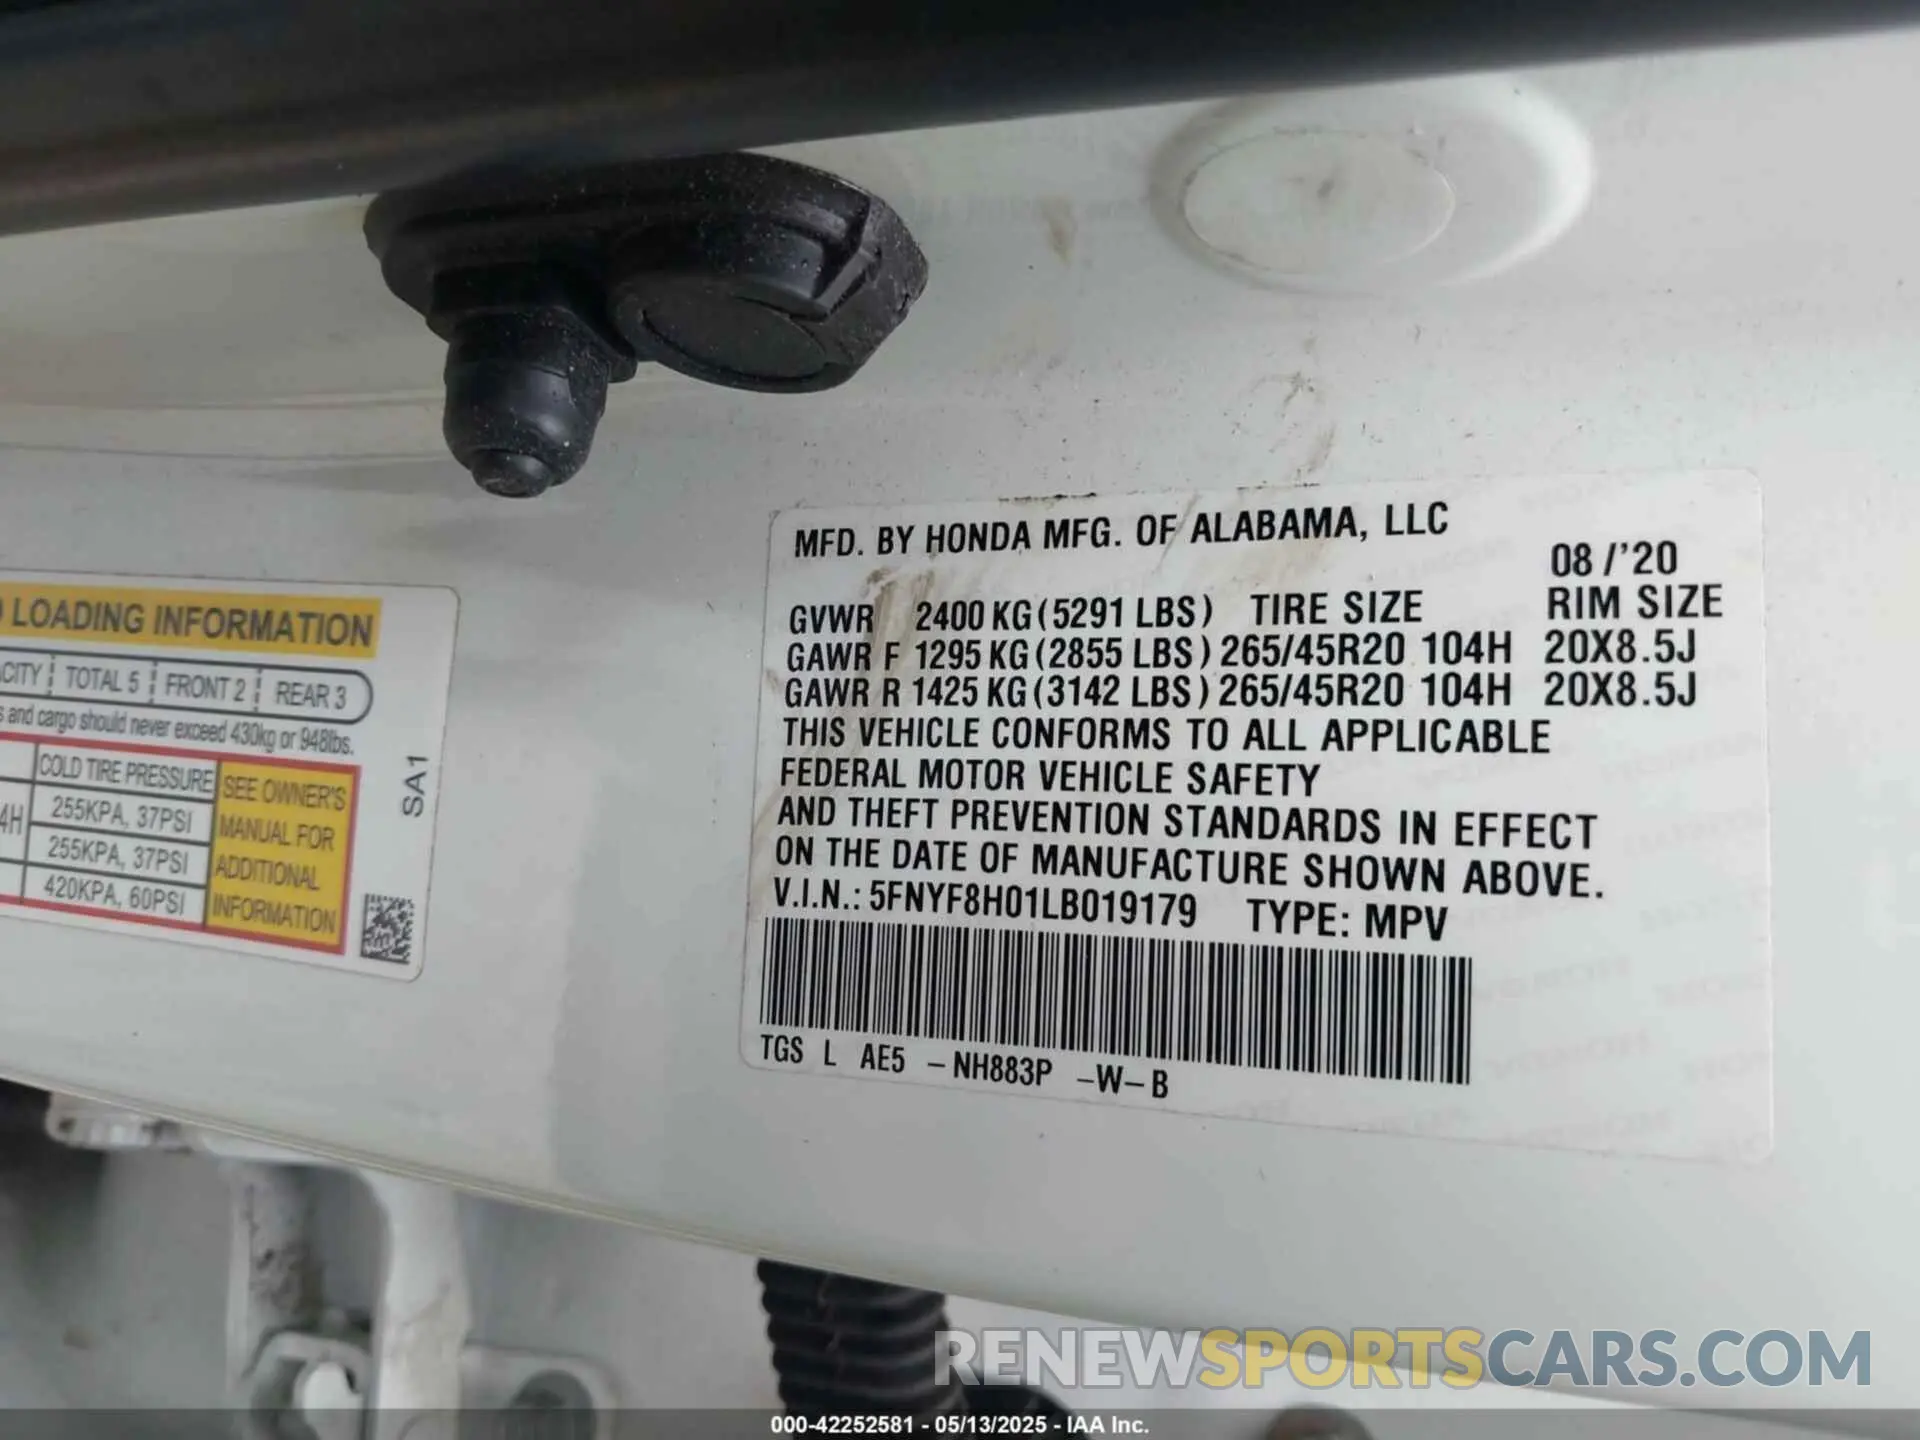 LOADING INFORMATION
TOTAL 5 FRONT 2 REAR 3
and cargo should never exceed 430kg or 948lbs.
COLD TIRE PRESSURE
255KPA, 37PSI
255KPA, 37PSI
420KPA, 60PSI
SEE OWNER'S
MANUAL FOR
ADDITIONAL
INFORMATION
SA1
MFD. BY HONDA MFG. OF ALABAMA, LLC
08 /'20
GVWR 2400 KG (5291 LBS) TIRE SIZE RIM SIZE
GAWR F 1295 KG (2855 LBS) 265/45R20 104H 20X8.5J
GAWR R 1425 KG (3142 LBS) 265/45R20 104H 20X8.5J
THIS VEHICLE CONFORMS TO ALL APPLICABLE
FEDERAL MOTOR VEHICLE SAFETY
AND THEFT PREVENTION STANDARDS IN EFFECT
ON THE DATE OF MANUFACTURE SHOWN ABOVE.
V.I.N.: 5FNYF8H01LB019179 TYPE: MPV
TGS L AE5 -NH883P -W-B
RENEWSPORTSCARS.COM
000-42252581 - 05/13/2025 - IAA Inc.